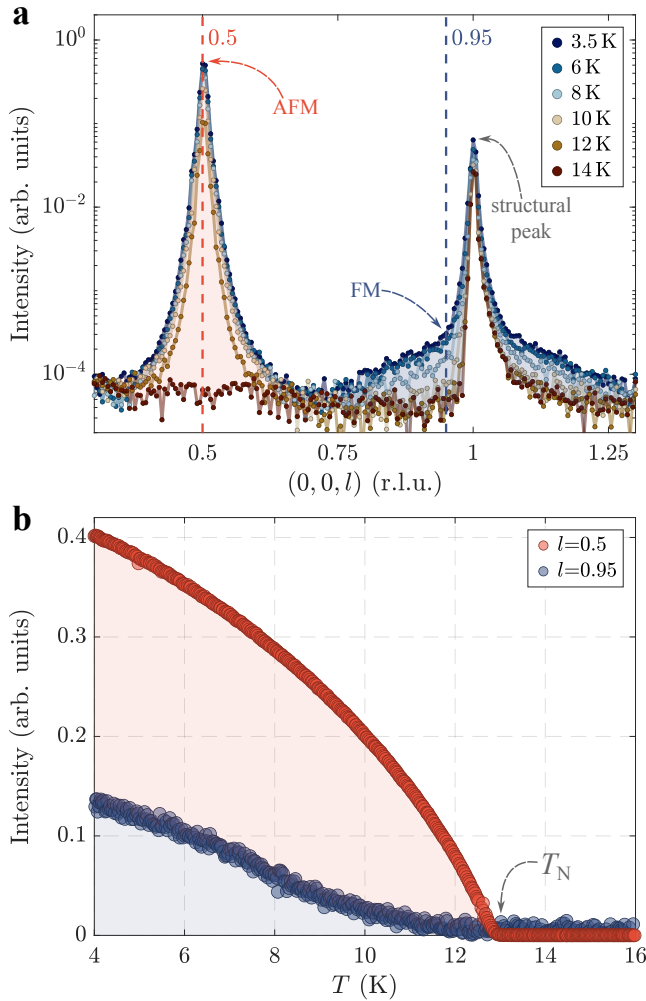 a
10⁰
10⁻²
10⁻⁴
Intensity (arb. units)
0.5
0.95
AFM
FM
structural
peak
3.5 K
6 K
8 K
10 K
12 K
14 K
0.5
0.75
1
1.25
(0, 0, l) (r.l.u.)
b
0.4
0.3
0.2
0.1
0
Intensity (arb. units)
l=0.5
l=0.95
T_N
4
6
8
10
12
14
16
T (K)